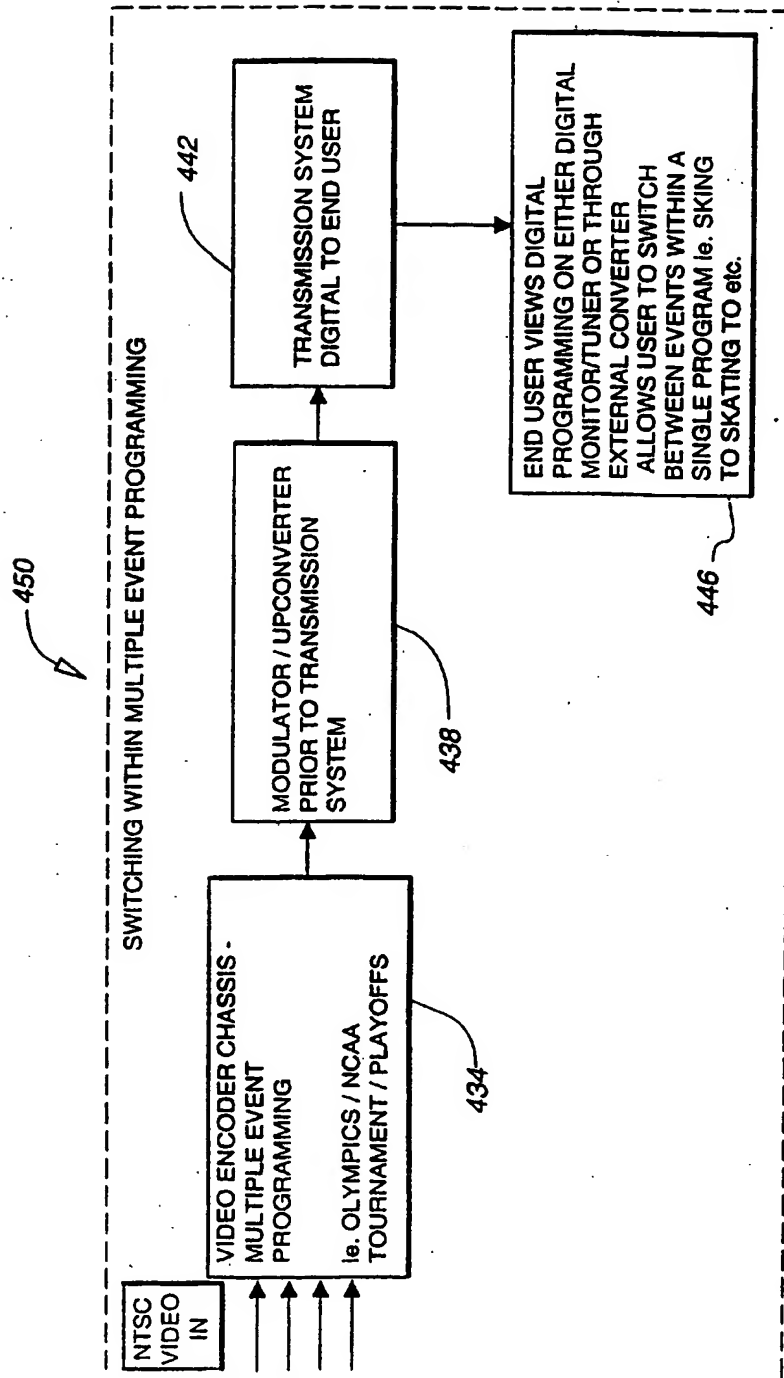 450
SWITCHING WITHIN MULTIPLE EVENT PROGRAMMING
NTSC
VIDEO
IN
VIDEO ENCODER CHASSIS -
MULTIPLE EVENT
PROGRAMMING
Ie. OLYMPICS / NCAA
TOURNAMENT / PLAYOFFS
434
MODULATOR / UPCONVERTER
PRIOR TO TRANSMISSION
SYSTEM
438
TRANSMISSION SYSTEM
DIGITAL TO END USER
442
END USER VIEWS DIGITAL
PROGRAMMING ON EITHER DIGITAL
MONITOR/TUNER OR THROUGH
EXTERNAL CONVERTER
ALLOWS USER TO SWITCH
BETWEEN EVENTS WITHIN A
SINGLE PROGRAM Ie. SKING
TO SKATING TO etc.
446